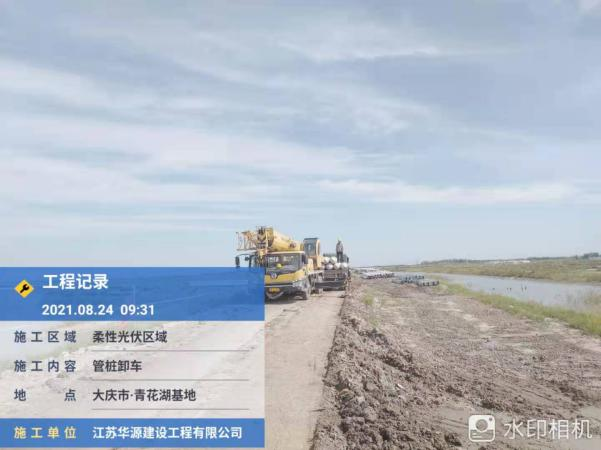 工程记录
2021.08.24 09:31
施工区域 柔性光伏区域
施工内容 管桩卸车
地点 大庆市·青花湖基地
施工单位 江苏华源建设工程有限公司
水印相机